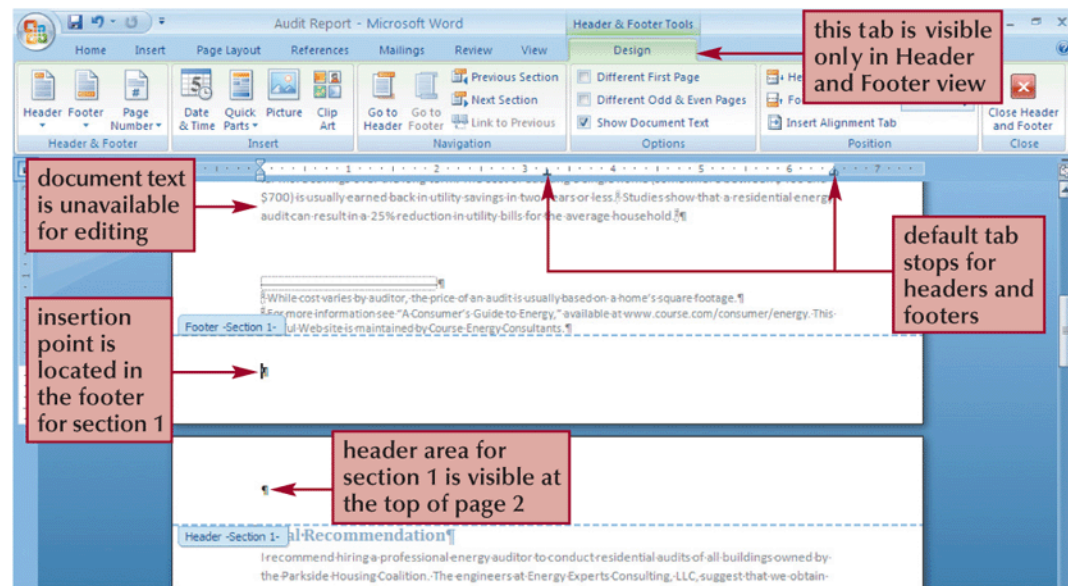 Audit Report - Microsoft Word
Header & Footer Tools
Home Insert Page Layout References Mailings Review View Design
this tab is visible
only in Header
and Footer view
Header Footer Page
Number
Header & Footer
Date
& Time
Quick
Parts
Picture
Clip
Art
Insert
Go to
Header
Go to
Footer
Previous Section
Next Section
Link to Previous
Navigation
Different First Page
Different Odd & Even Pages
Show Document Text
Options
Insert Alignment Tab
Position
Close Header
and Footer
Close
1 2 3 4 5 6 7
document text
is unavailable
for editing
$700) is usually earned back in utility savings in two years or less. Studies show that a residential energy
audit can result in a 25% reduction in utility bills for the average household.¶
default tab
stops for
headers and
footers
While cost varies by auditor, the price of an audit is usually based on a home's square footage.¶
For more information see "A Consumer's Guide to Energy," available at www.course.com/consumer/energy. This
Web site is maintained by Course Energy Consultants.¶
Footer -Section 1-
insertion
point is
located in
the footer
for section 1
header area for
section 1 is visible at
the top of page 2
Header -Section 1-
Recommendation¶
I recommend hiring a professional energy auditor to conduct residential audits of all buildings owned by
the Parkside Housing Coalition. The engineers at Energy Experts Consulting, LLC, suggest that we obtain